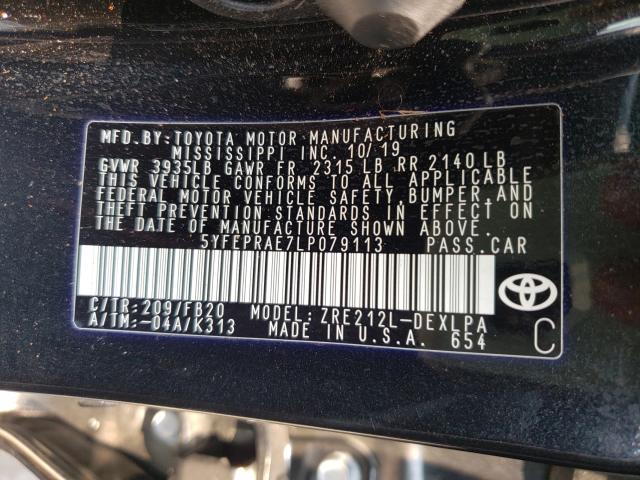 MFD.BY:TOYOTA MOTOR MANUFACTURING
MISSISSIPPI INC. 10/19
GVWR 3935LB GAWR FR 2315 LB RR 2140 LB
THIS VEHICLE CONFORMS TO ALL APPLICABLE
FEDERAL MOTOR VEHICLE SAFETY,BUMPER,AND
THEFT PREVENTION STANDARDS IN EFFECT ON
THE DATE OF MANUFACTURE SHOWN ABOVE.
5YFEPRAE7LP079113 PASS.CAR
C/TR:209/FB20 MODEL:ZRE212L-DEXLPA
A/TM:-04A/K313 MADE IN U.S.A. 654
C